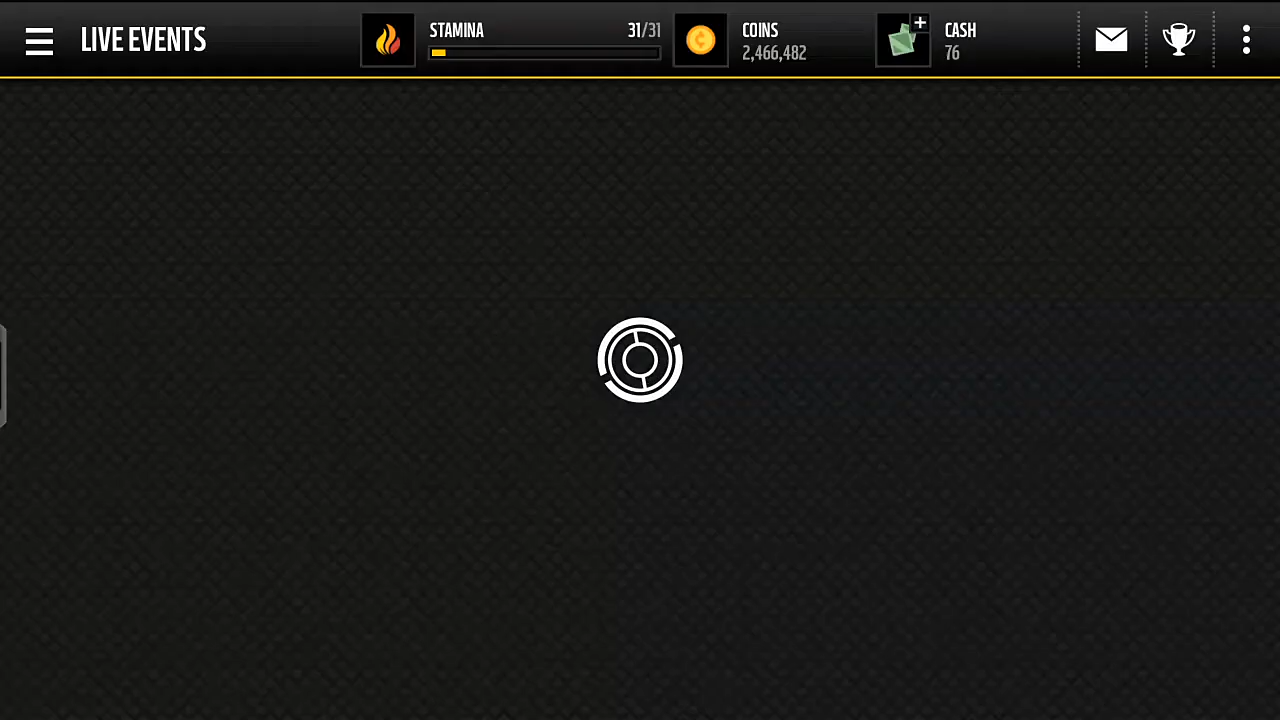 LIVE EVENTS
STAMINA 31/31
COINS
2,466,482
CASH
76